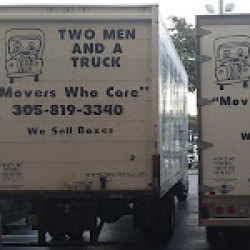 TWO MEN
AND A
TRUCK
"Movers Who Care"
305-819-3340
We Sell Boxes
"Mov